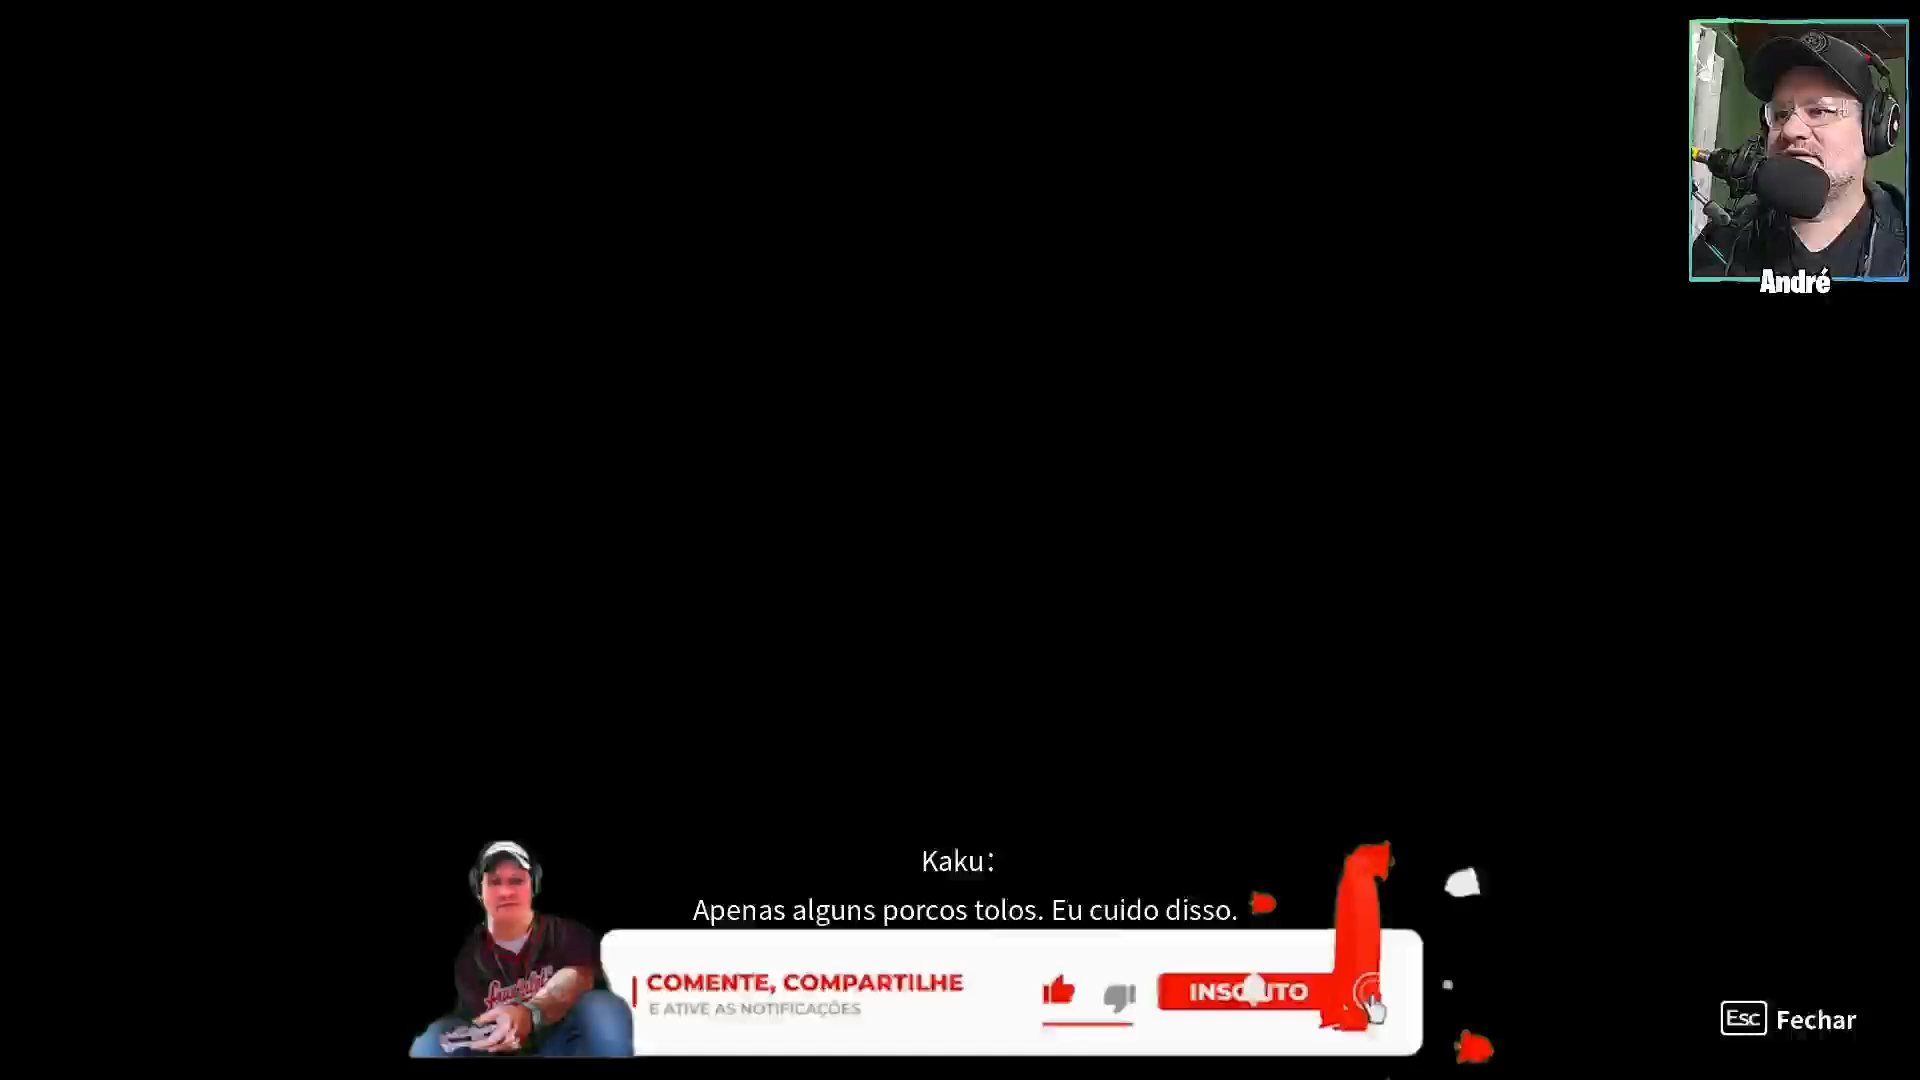 André
Kaku：
Apenas alguns porcos tolos. Eu cuido disso.
COMENTE, COMPARTILHE
E ATIVE AS NOTIFICAÇÕES
Esc Fechar